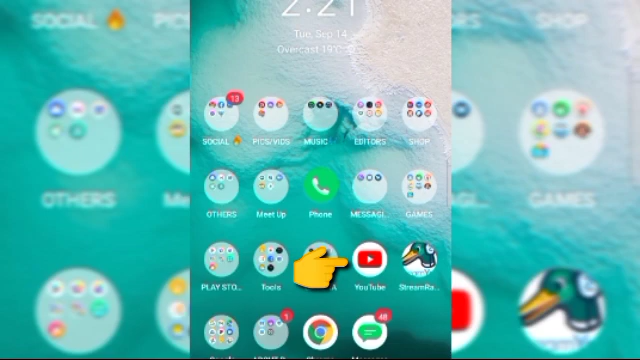 2:21
Tue, Sep 14
Overcast 19°C
13
SOCIAL 🔥 PICS/VIDS MUSIC EDITORS SHOP
OTHERS Meet Up Phone MESSAGI... GAMES
PLAY STO... Tools YouTube StreamRa...
1 48
SOCIAL 🔥
SHOP
OTHERS
GAMES